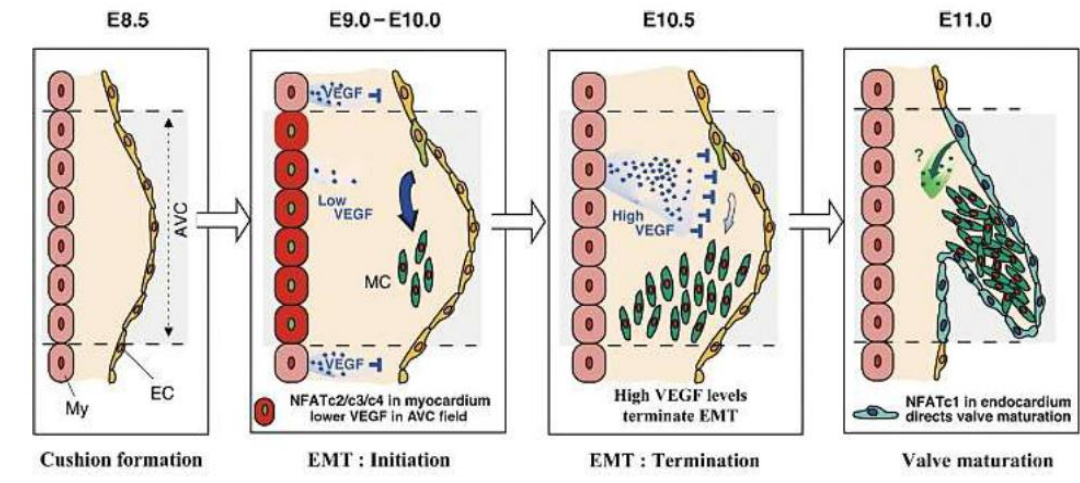 E8.5
E9.0–E10.0
E10.5
E11.0
AVC
EC
My
VEGF
Low
VEGF
MC
VEGF
NFATc2/c3/c4 in myocardium
lower VEGF in AVC field
High
VEGF
High VEGF levels
terminate EMT
?
NFATc1 in endocardium
directs valve maturation
Cushion formation
EMT : Initiation
EMT : Termination
Valve maturation